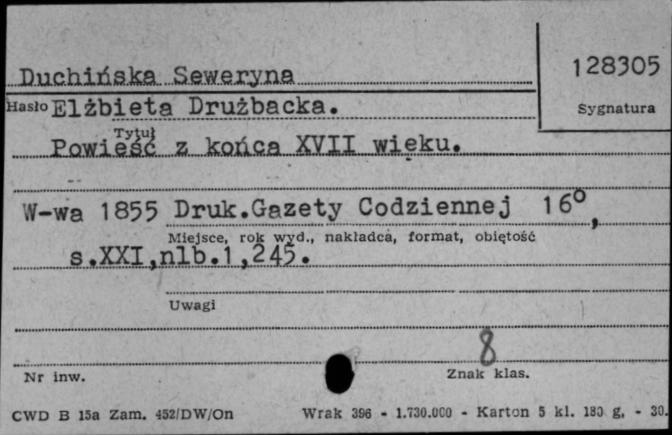 128305
Duchińska Seweryna
Sygnatura
Hasło Elżbieta Drużbacka.
Tytuł
Powieść z końca XVII wieku.
W-wa 1855 Druk.Gazety Codziennej 16°,
Miejsce, rok wyd., nakładca, format, objętość
s.XXI,nlb.1,245.
Uwagi
8
Nr inw.
Znak klas.
CWD B 15a Zam. 452/DW/On Wrak 396 - 1.730.000 - Karton 5 kl. 180 g. - 30.